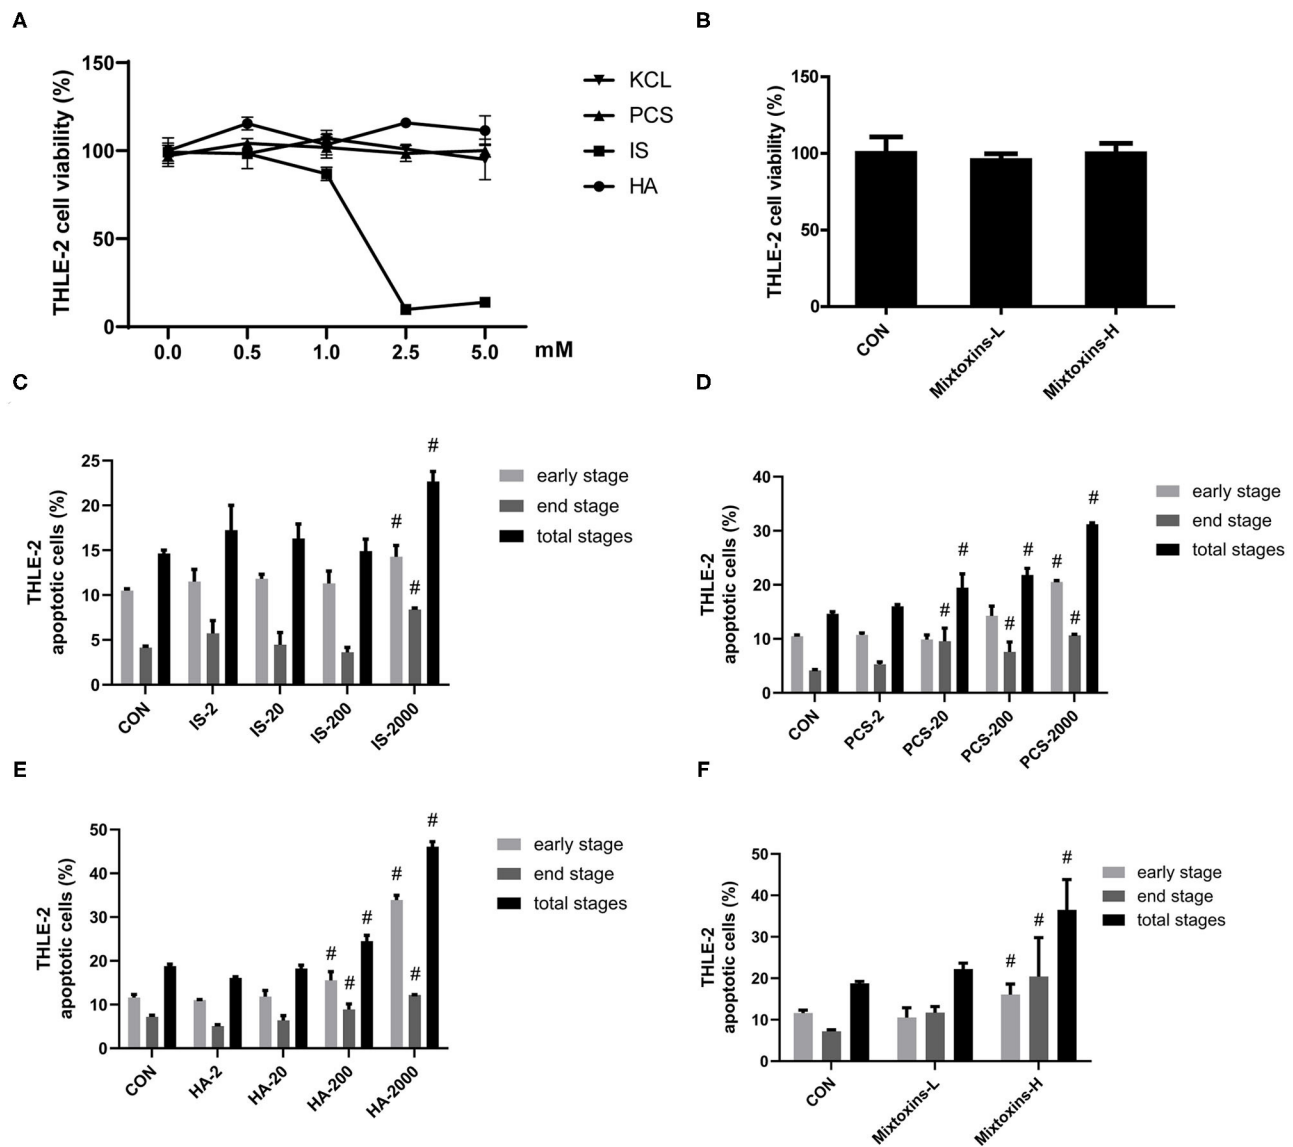 A
THLE-2 cell viability (%)
150
100
50
0
0.0 0.5 1.0 2.5 5.0 mM
KCL
PCS
IS
HA
B
THLE-2 cell viability (%)
150
100
50
0
CON Mixtoxins-L Mixtoxins-H
C
THLE-2
apoptotic cells (%)
25
20
15
10
5
0
# # #
CON IS-2 IS-20 IS-200 IS-2000
early stage
end stage
total stages
D
THLE-2
apoptotic cells (%)
40
30
20
10
0
# # # # # # #
CON PCS-2 PCS-20 PCS-200 PCS-2000
early stage
end stage
total stages
E
THLE-2
apoptotic cells (%)
50
40
30
20
10
0
# # # # # #
CON HA-2 HA-20 HA-200 HA-2000
early stage
end stage
total stages
F
THLE-2
apoptotic cells (%)
50
40
30
20
10
0
# # #
CON Mixtoxins-L Mixtoxins-H
early stage
end stage
total stages